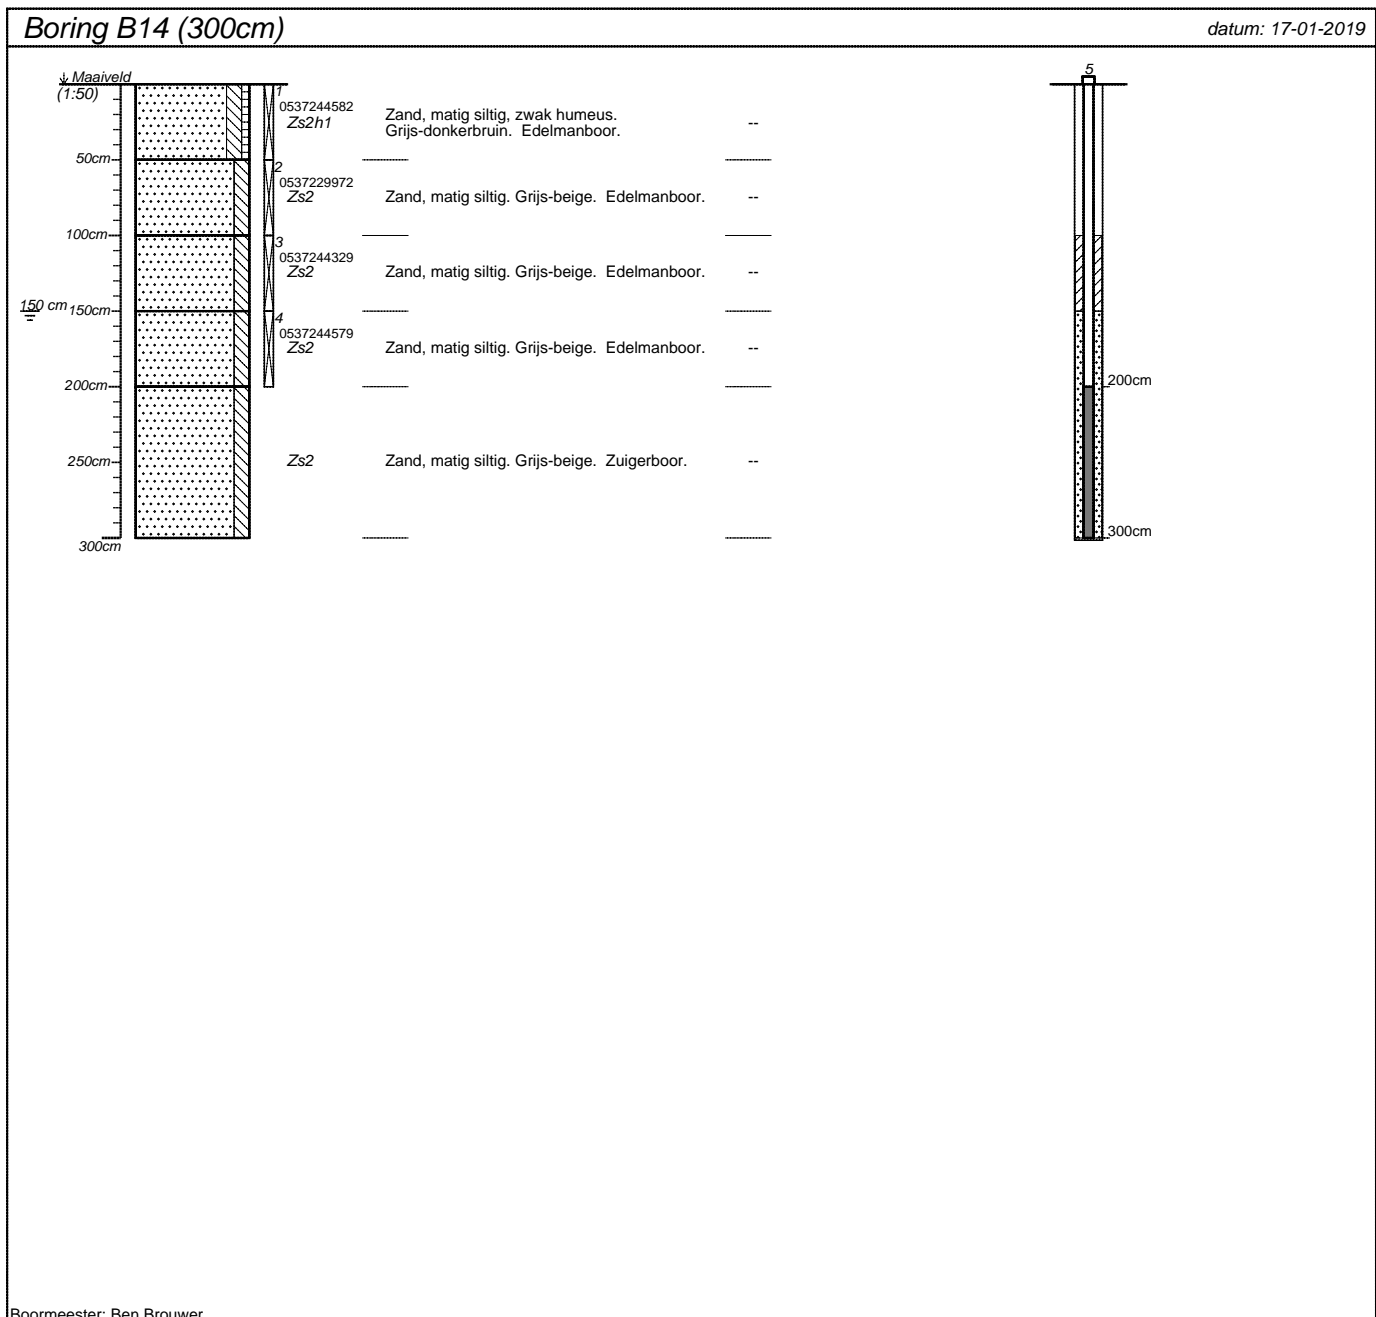 Boring B14 (300cm)
datum: 17-01-2019
Maaiveld
(1:50)
5
1
0537244582
Zs2h1
Zand, matig siltig, zwak humeus.
Grijs-donkerbruin. Edelmanboor.
--
50cm
2
0537229972
Zs2
Zand, matig siltig. Grijs-beige. Edelmanboor.
--
100cm
3
0537244329
Zs2
Zand, matig siltig. Grijs-beige. Edelmanboor.
--
150 cm
150cm
4
0537244579
Zs2
Zand, matig siltig. Grijs-beige. Edelmanboor.
--
200cm
200cm
250cm
Zs2
Zand, matig siltig. Grijs-beige. Zuigerboor.
--
300cm
300cm
Boormeester: Ben Brouwer